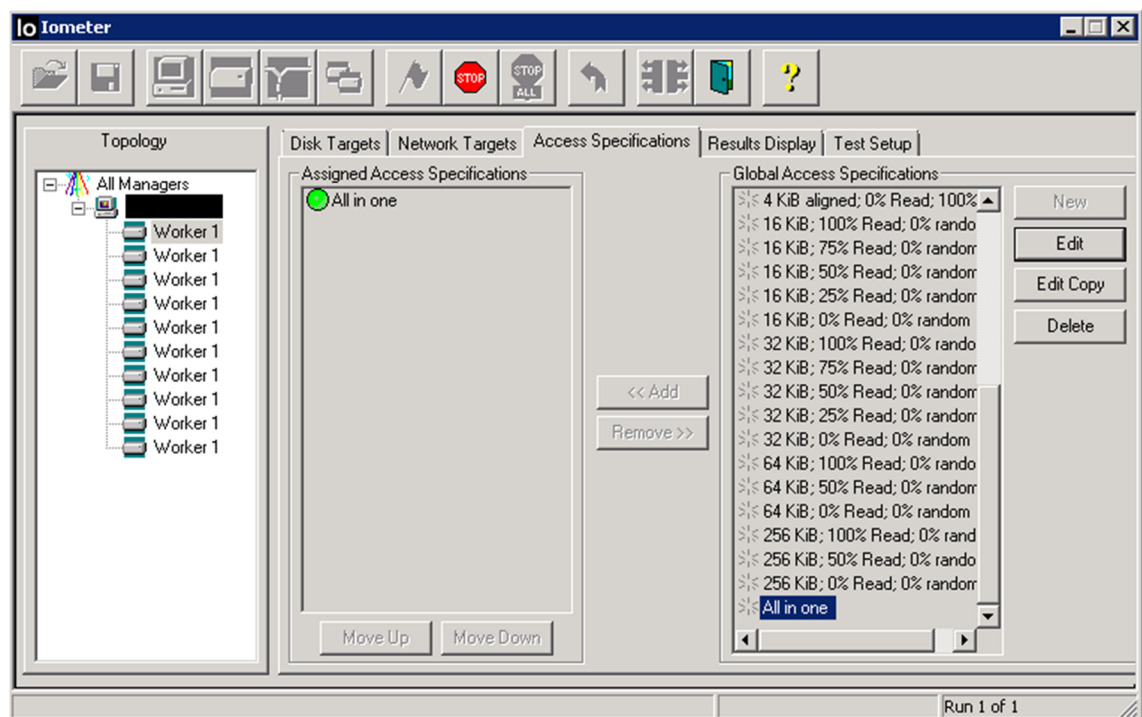 Io Iometer
STOP
STOP
ALL
?
Topology
Disk Targets
Network Targets
Access Specifications
Results Display
Test Setup
All Managers
Worker 1
Worker 1
Worker 1
Worker 1
Worker 1
Worker 1
Worker 1
Worker 1
Worker 1
Worker 1
Assigned Access Specifications
All in one
Move Up
Move Down
<< Add
Remove >>
Global Access Specifications
4 KiB aligned; 0% Read; 100%
16 KiB; 100% Read; 0% rando
16 KiB; 75% Read; 0% random
16 KiB; 50% Read; 0% random
16 KiB; 25% Read; 0% random
16 KiB; 0% Read; 0% random
32 KiB; 100% Read; 0% rando
32 KiB; 75% Read; 0% random
32 KiB; 50% Read; 0% random
32 KiB; 25% Read; 0% random
32 KiB; 0% Read; 0% random
64 KiB; 100% Read; 0% rando
64 KiB; 50% Read; 0% random
64 KiB; 0% Read; 0% random
256 KiB; 100% Read; 0% rand
256 KiB; 50% Read; 0% rando
256 KiB; 0% Read; 0% random
All in one
New
Edit
Edit Copy
Delete
Run 1 of 1